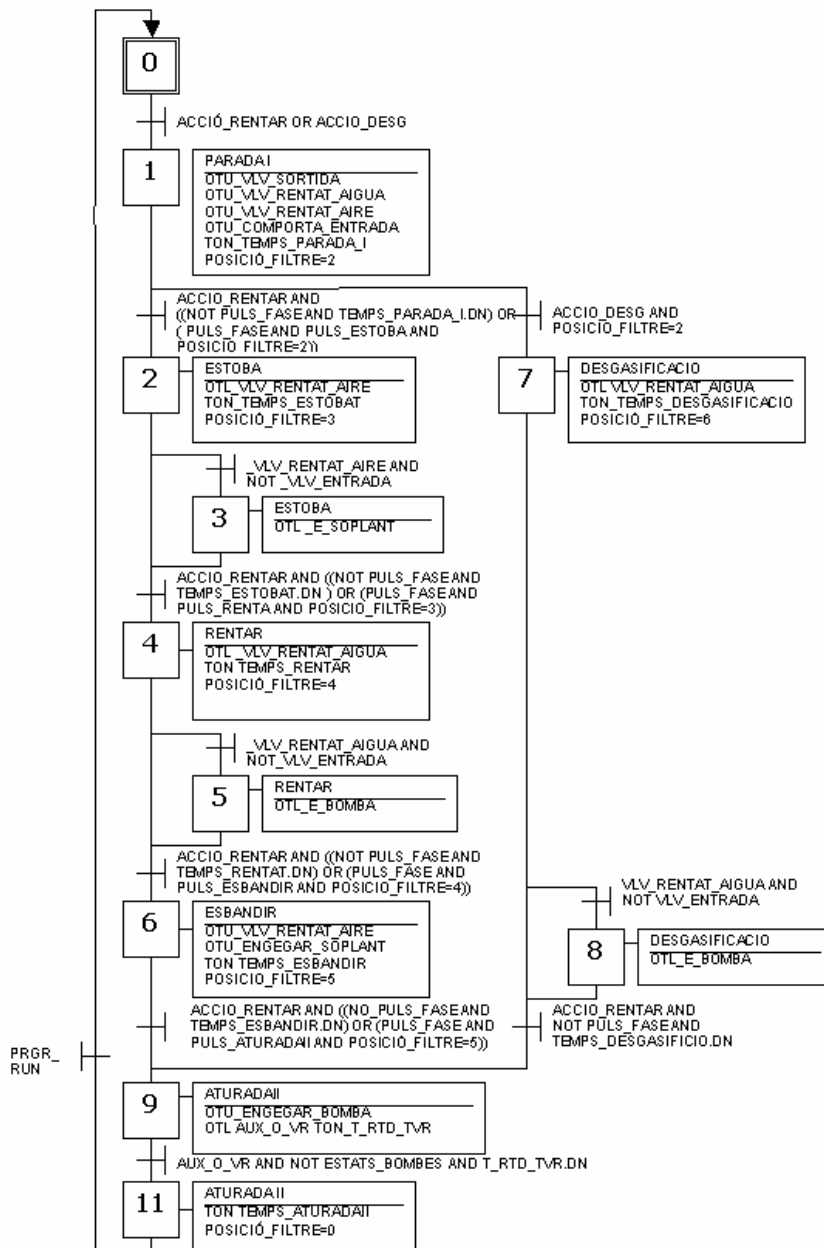 0
ACCIÓ_RENTAR OR ACCIO_DESG
1
PARADA I
OTU_VLV_SORTIDA
OTU_VLV_RENTAT_AIGUA
OTU_VLV_RENTAT_AIRE
OTU_COMPORTA_ENTRADA
TON_TEMPS_PARADA_I
POSICIÓ_FILTRE=2
ACCIO_RENTAR AND
((NOT PULS_FASE AND TEMPS_PARADA_I.DN) OR
( PULS_FASE AND PULS_ESTOBA AND
POSICIO_FILTRE=2))
ACCIO_DESG AND
POSICIO_FILTRE=2
2
ESTOBA
OTL_VLV_RENTAT_AIRE
TON_TEMPS_ESTOBAT
POSICIÓ_FILTRE=3
7
DESGASIFICACIO
OTL VLV_RENTAT_AIGUA
TON_TEMPS_DESGASIFICACIO
POSICIÓ_FILTRE=6
_VLV_RENTAT_AIRE AND
NOT _VLV_ENTRADA
3
ESTOBA
OTL _E_SOPLANT
ACCIO_RENTAR AND ((NOT PULS_FASE AND
TEMPS_ESTOBAT.DN ) OR (PULS_FASE AND
PULS_RENTA AND POSICIO_FILTRE=3))
4
RENTAR
OTL _VLV_RENTAT_AIGUA
TON TEMPS_RENTAR
POSICIÓ_FILTRE=4
_VLV_RENTAT_AIGUA AND
NOT_VLV_ENTRADA
5
RENTAR
OTL_E_BOMBA
ACCIO_RENTAR AND ((NOT PULS_FASE AND
TEMPS_RENTAT.DN) OR (PULS_FASE AND
PULS_ESBANDIR AND POSICIO_FILTRE=4))
6
ESBANDIR
OTU_VLV_RENTAT_AIRE
OTU_ENGEGAR_SOPLANT
TON TEMPS_ESBANDIR
POSICIÓ_FILTRE=5
VLV_RENTAT_AIGUA AND
NOT VLV_ENTRADA
8
DESGASIFICACIO
OTL_E_BOMBA
ACCIO_RENTAR AND ((NO_PULS_FASE AND
TEMPS_ESBANDIR.DN) OR (PULS_FASE AND
PULS_ATURADAII AND POSICIÓ_FILTRE=5))
ACCIO_RENTAR AND
NOT PULS_FASE AND
TEMPS_DESGASIFICIO.DN
PRGR_
RUN
9
ATURADAII
OTU_ENGEGAR_BOMBA
OTL AUX_O_VR TON_T_RTD_TVR
AUX_O_VR AND NOT ESTATS_BOMBES AND T_RTD_TVR.DN
11
ATURADA II
TON TEMPS_ATURADAII
POSICIÓ_FILTRE=0